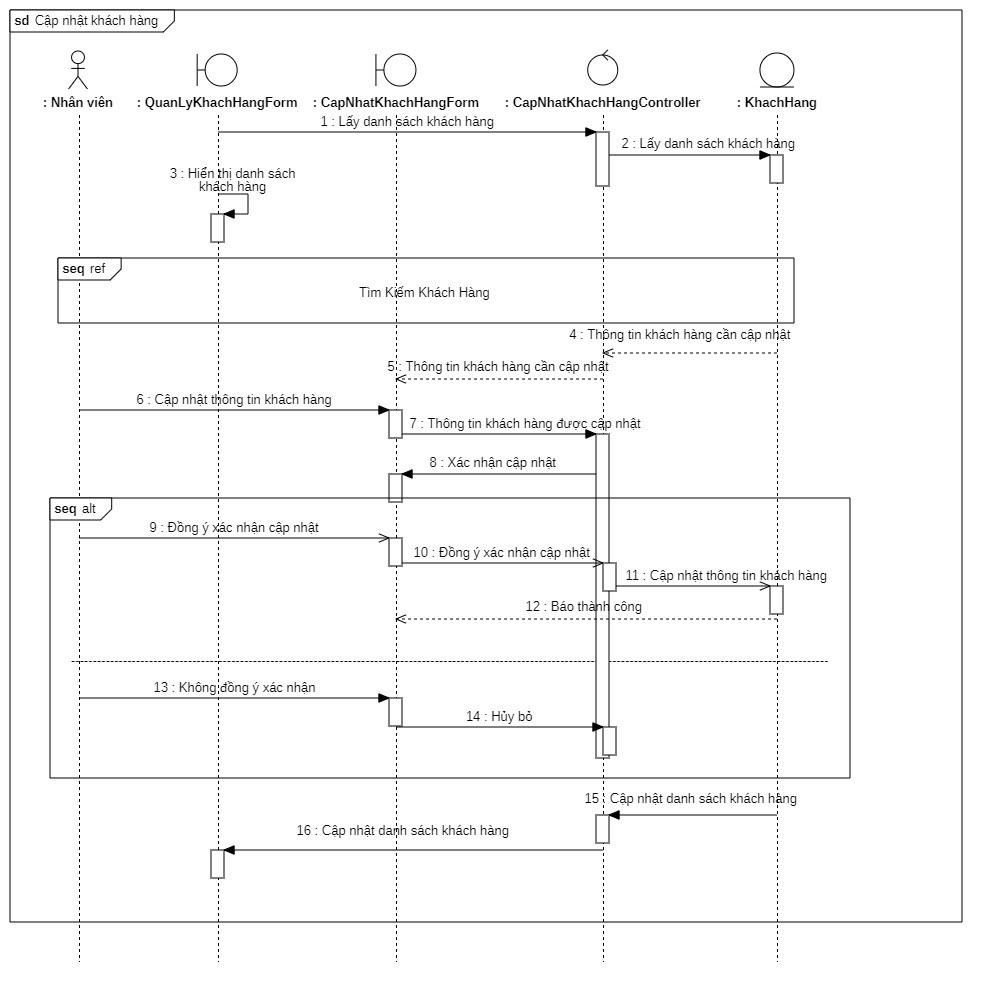 sd Cập nhật khách hàng
: Nhân viên
: QuanLyKhachHangForm
: CapNhatKhachHangForm
: CapNhatKhachHangController
: KhachHang
1 : Lấy danh sách khách hàng
2 : Lấy danh sách khách hàng
3 : Hiển thị danh sách
khách hàng
seq ref
Tìm Kiếm Khách Hàng
4 : Thông tin khách hàng cần cập nhật
5 : Thông tin khách hàng cần cập nhật
6 : Cập nhật thông tin khách hàng
7 : Thông tin khách hàng được cập nhật
8 : Xác nhận cập nhật
seq alt
9 : Đồng ý xác nhận cập nhật
10 : Đồng ý xác nhận cập nhật
11 : Cập nhật thông tin khách hàng
12 : Báo thành công
13 : Không đồng ý xác nhận
14 : Hủy bỏ
15 : Cập nhật danh sách khách hàng
16 : Cập nhật danh sách khách hàng